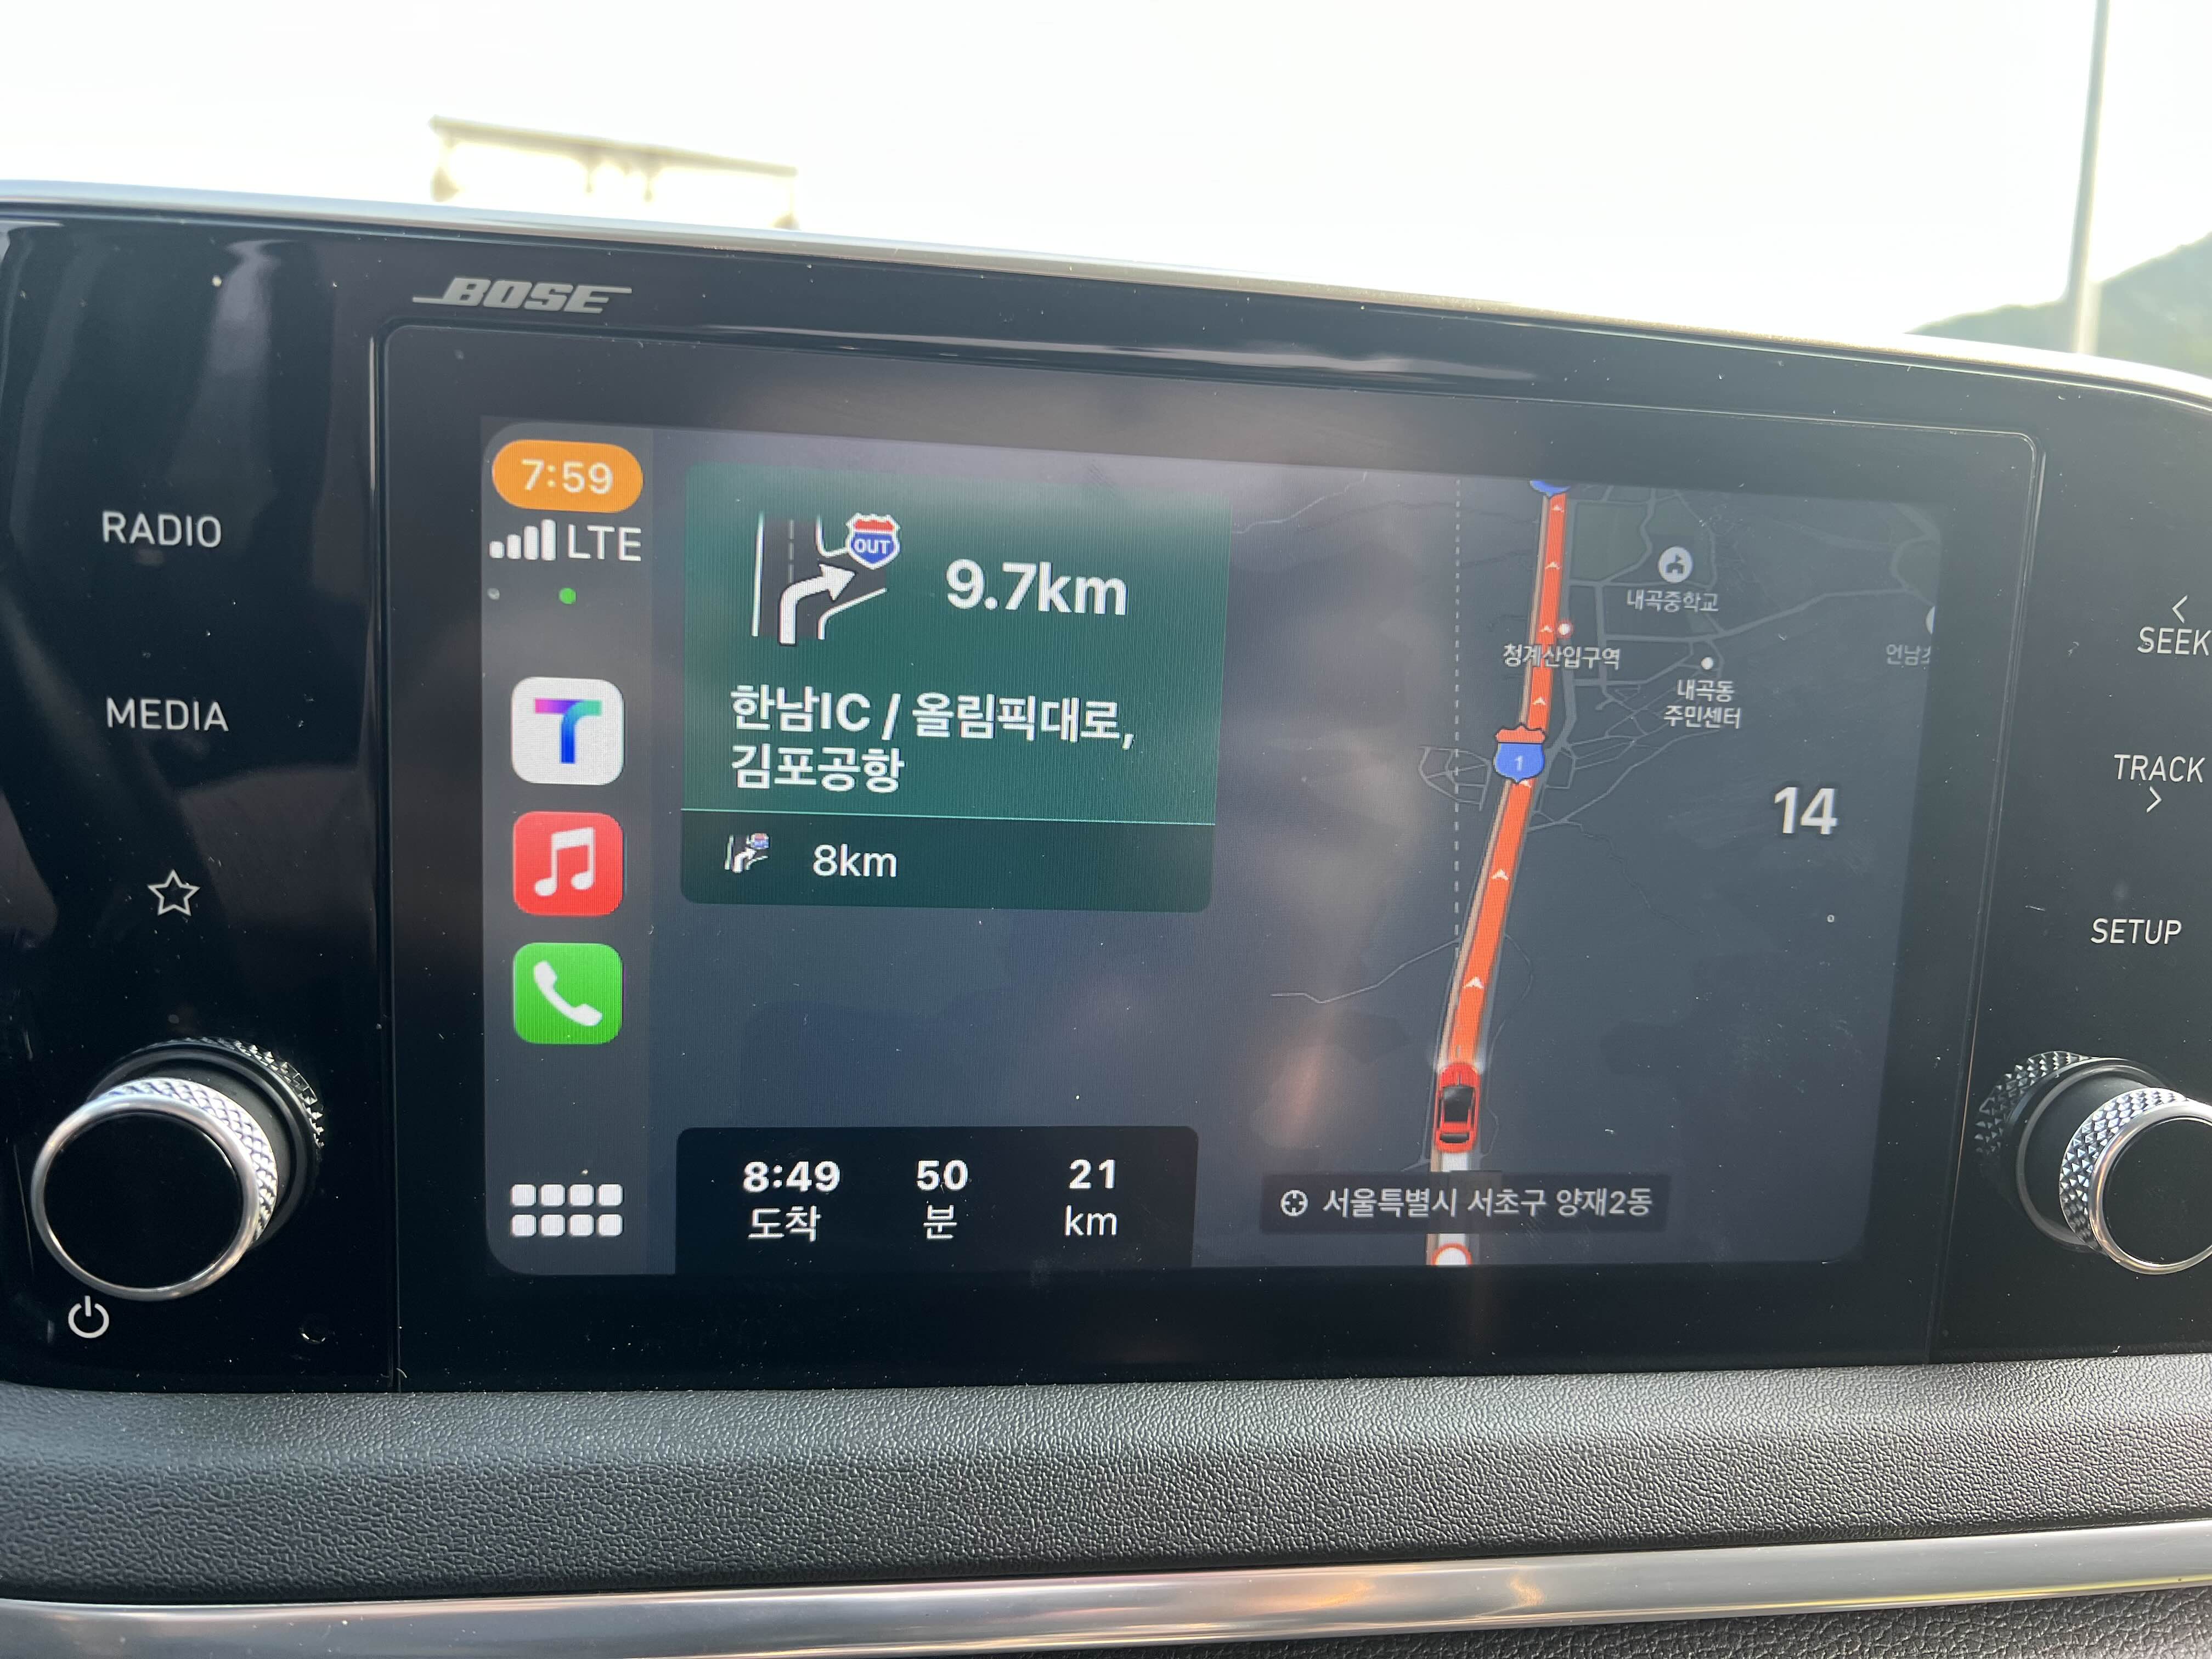 BOSE
RADIO
MEDIA
7:59
LTE
OUT
9.7km
한남IC / 올림픽대로,
김포공항
8km
8:49
50
21
도착
분
km
내곡중학교
청계산입구역
내곡동
주민센터
언남초
1
14
서울특별시 서초구 양재2동
SEEK
TRACK
SETUP